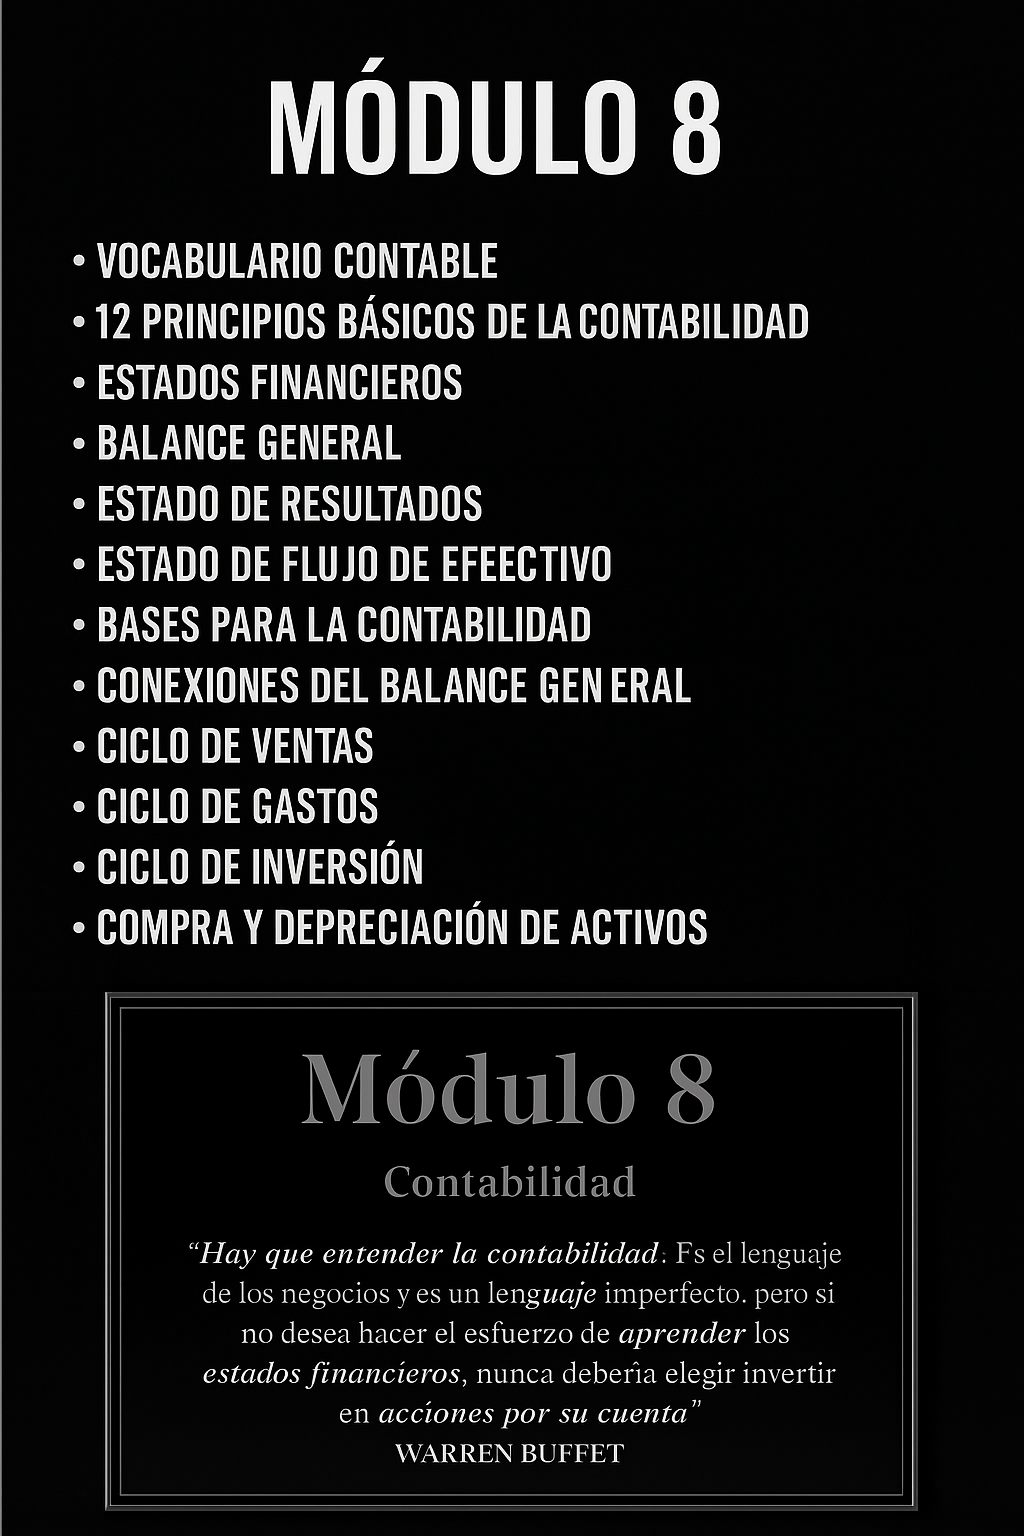 MÓDULO 8
• VOCABULARIO CONTABLE
• 12 PRINCIPIOS BÁSICOS DE LA CONTABILIDAD
• ESTADOS FINANCIEROS
• BALANCE GENERAL
• ESTADO DE RESULTADOS
• ESTADO DE FLUJO DE EFEECTIVO
• BASES PARA LA CONTABILIDAD
• CONEXIONES DEL BALANCE GEN ERAL
• CICLO DE VENTAS
• CICLO DE GASTOS
• CICLO DE INVERSIÓN
• COMPRA Y DEPRECIACIÓN DE ACTIVOS
Módulo 8
Contabilidad
“Hay que entender la contabilidad: Fs el lenguaje
de los negocios y es un lenguaje imperfecto. pero si
no desea hacer el esfuerzo de aprender los
estados financíeros, nunca deberîa elegir invertir
en accíones por su cuenta”
WARREN BUFFET